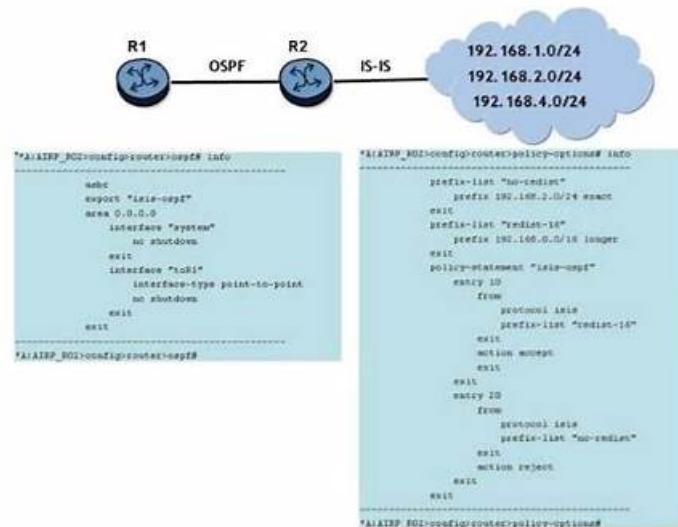 R1
OSPF
R2
IS-IS
192.168.1.0/24
192.168.2.0/24
192.168.4.0/24
*A:AIRP_R02>config>router>ospf# info
----------------------------------------------
asbr
export "isis-ospf"
area 0.0.0.0
interface "system"
no shutdown
exit
interface "toR1"
interface-type point-to-point
no shutdown
exit
exit
----------------------------------------------
*A:AIRP_R02>config>router>ospf#
*A:AIRP_R02>config>router>policy-options# info
----------------------------------------------
prefix-list "no-redist"
prefix 192.168.2.0/24 exact
exit
prefix-list "redist-16"
prefix 192.168.0.0/16 longer
exit
policy-statement "isis-ospf"
entry 10
from
protocol isis
prefix-list "redist-16"
exit
action accept
exit
exit
entry 20
from
protocol isis
prefix-list "no-redist"
exit
action reject
exit
exit
----------------------------------------------
*A:AIRP_R02>config>router>policy-options#